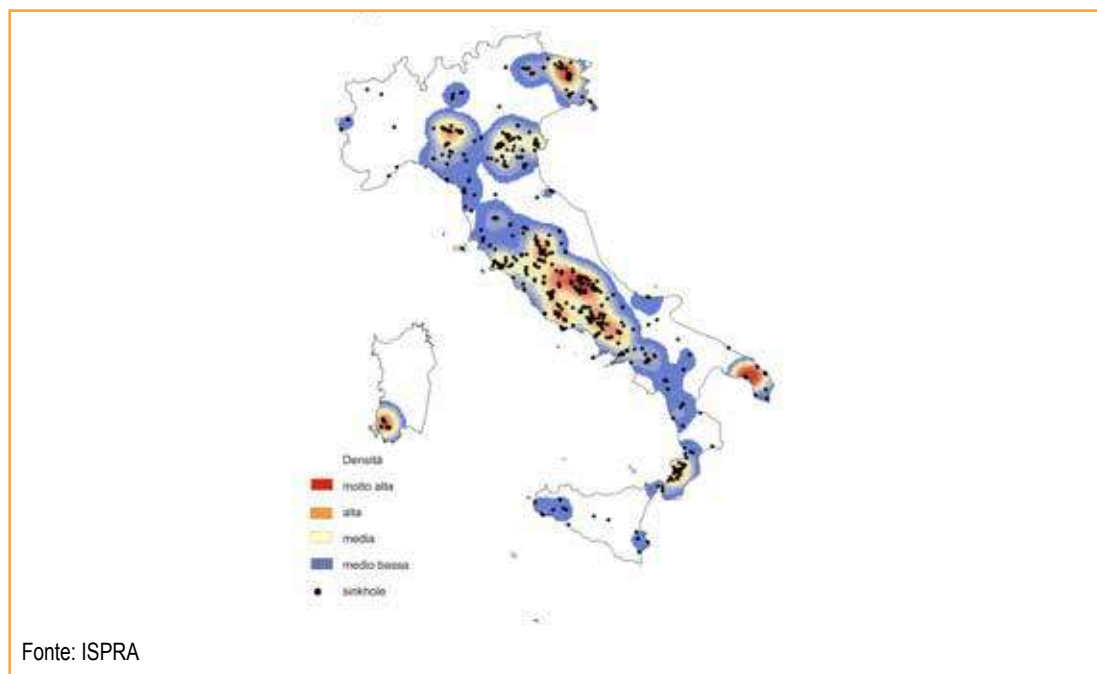 Densità
molto alta
alta
media
medio bassa
sinkhole
Fonte: ISPRA